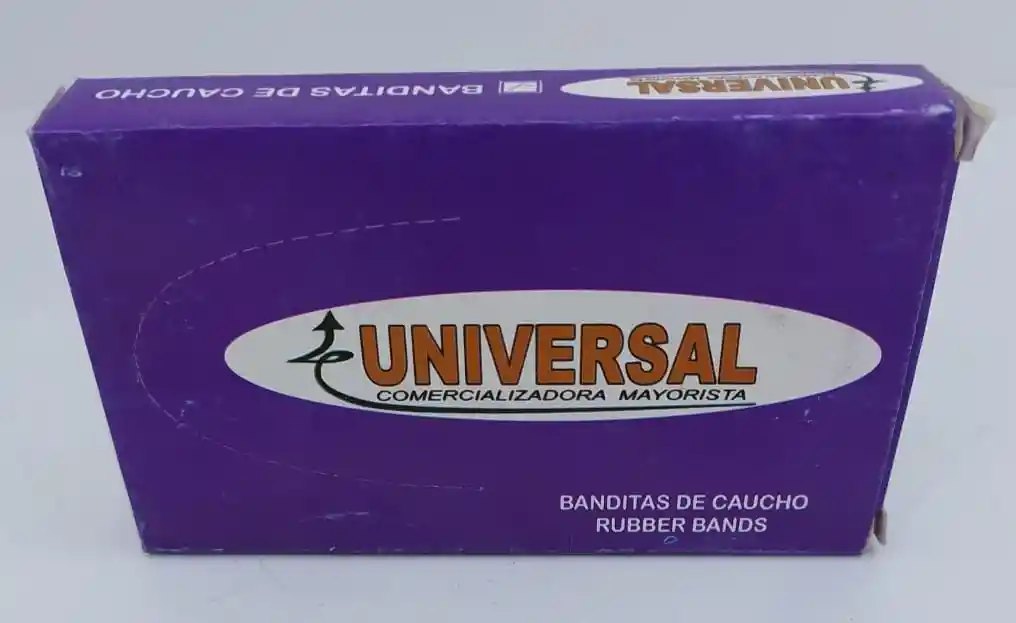 BANDITAS DE CAUCHO
UNIVERSAL
UNIVERSAL
COMERCIALIZADORA MAYORISTA
BANDITAS DE CAUCHO
RUBBER BANDS